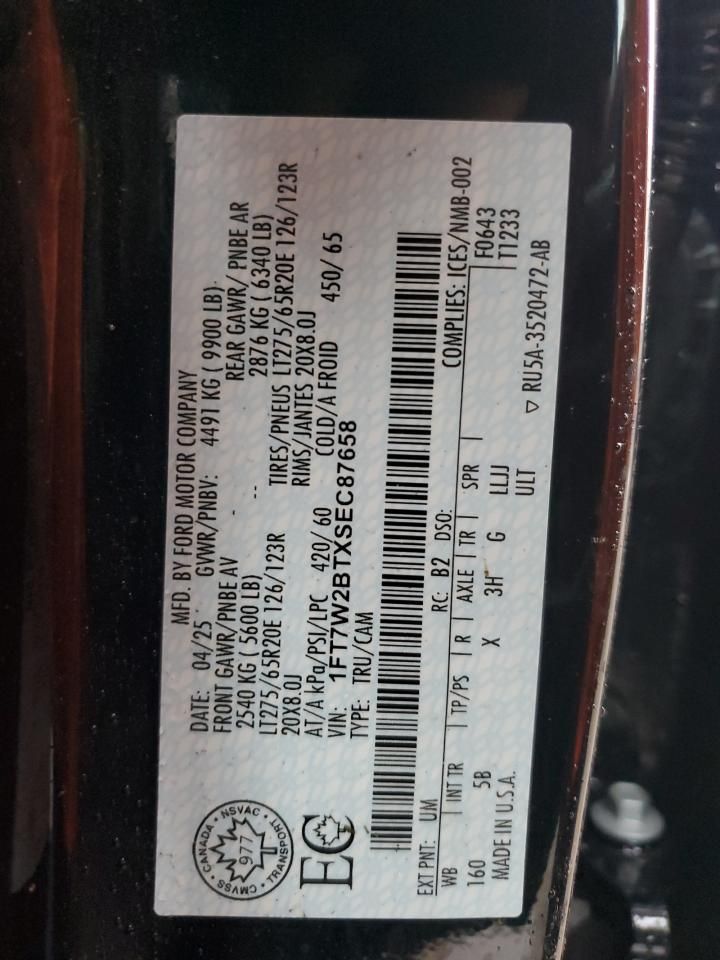 MFD. BY FORD MOTOR COMPANY
DATE: 04/25 GVWR/PNBV: 4491 KG ( 9900 LB)
FRONT GAWR/PNBE AV REAR GAWR/ PNBE AR
2540 KG ( 5600 LB) -- 2876 KG ( 6340 LB)
LT275/65R20E 126/123R TIRES/PNEUS LT275/65R20E 126/123R
20X8.0J RIMS/JANTES 20X8.0J
AT/A kPa/PSI/LPC 420/ 60 COLD/A FROID 450/ 65
VIN: 1FT7W2BTXSEC87658
TYPE: TRU/CAM
CANADA • NSVAC • TRANSPORT • CMVSS •
977
EC
EXT PNT: UM RC: B2 DSO: COMPLIES: ICES/NMB-002
WB | INT TR | TP/PS | R | AXLE | TR | SPR | F0643
160 5B X 3H G LLJJ T1233
MADE IN U.S.A. ULT ▽ RU5A-3520472-AB